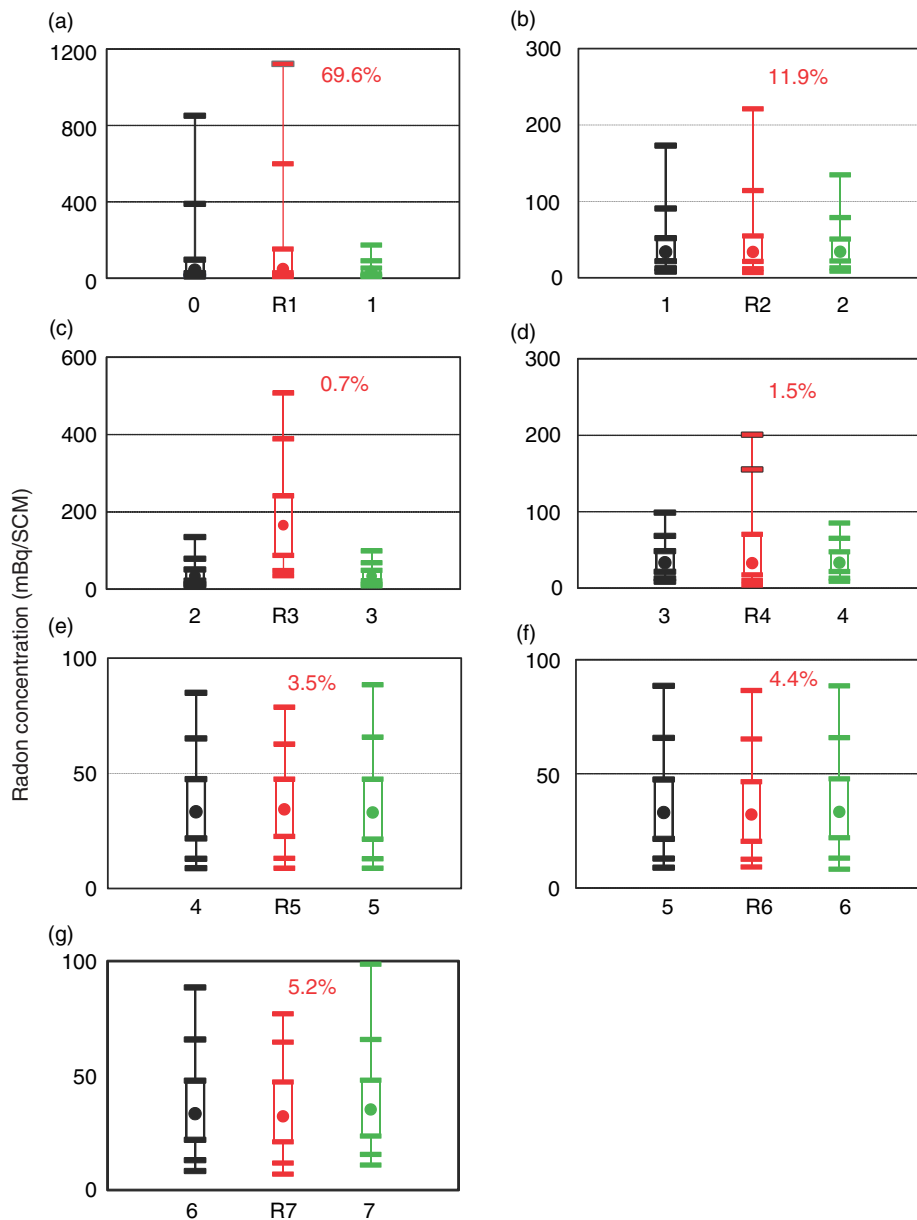 (a)
1200
800
400
0
69.6%
0 R1 1
(b)
300
200
100
0
11.9%
1 R2 2
(c)
600
400
200
0
0.7%
2 R3 3
(d)
300
200
100
0
1.5%
3 R4 4
Radon concentration (mBq/SCM)
(e)
100
50
0
3.5%
4 R5 5
(f)
100
50
0
4.4%
5 R6 6
(g)
100
50
0
5.2%
6 R7 7